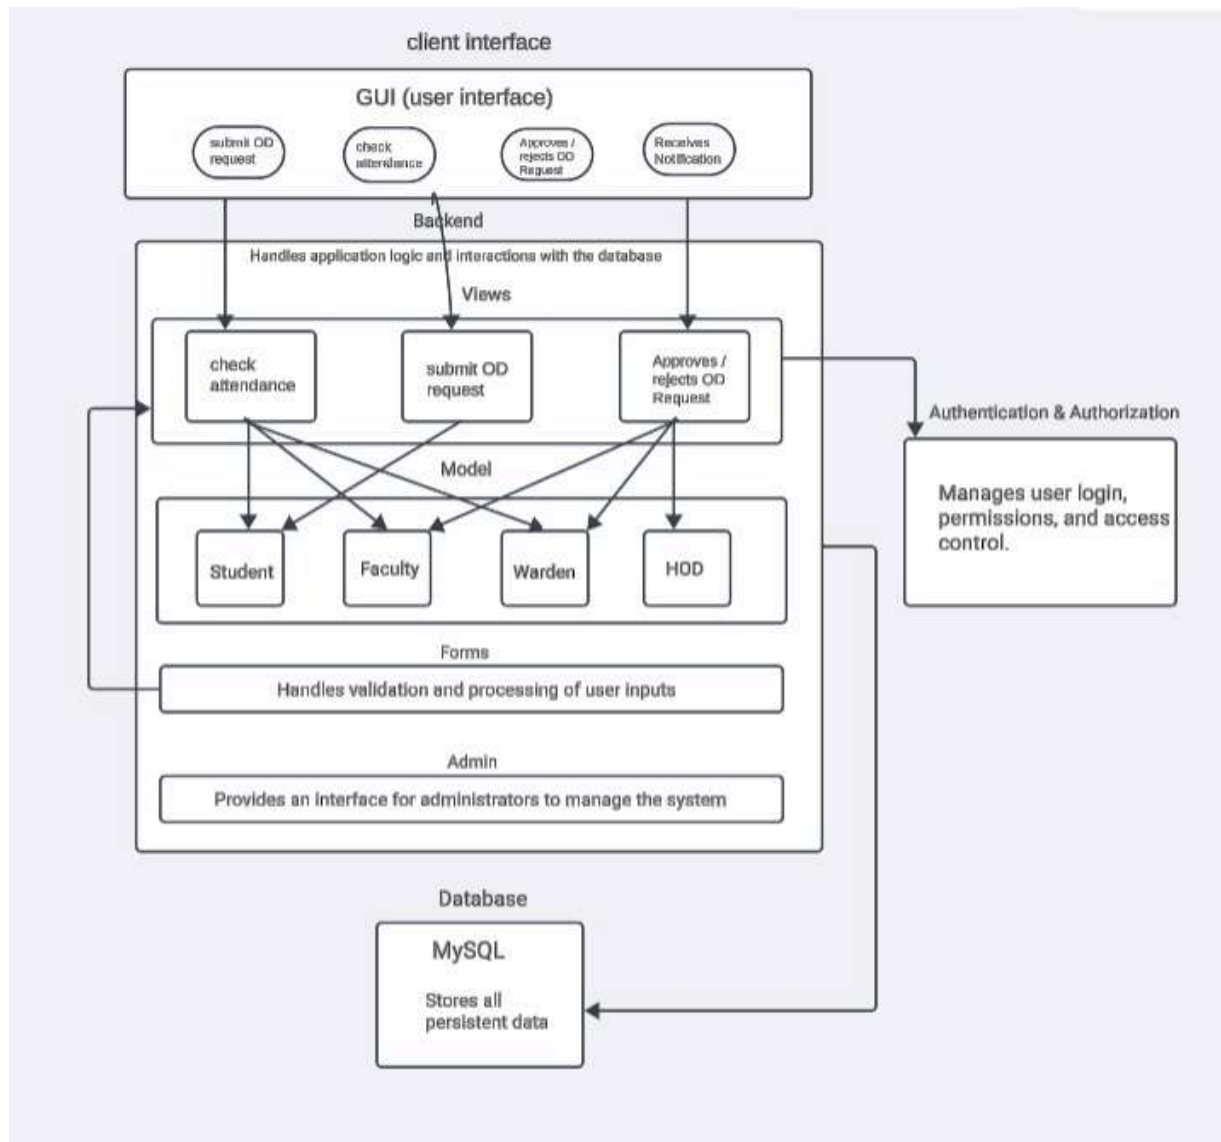 client interface
GUI (user interface)
submit OD
request
check
attendance
Approves /
rejects OD
Request
Receives
Notification
Backend
Handles application logic and interactions with the database
Views
check
attendance
submit OD
request
Approves /
rejects OD
Request
Authentication & Authorization
Manages user login,
permissions, and access
control.
Model
Student
Faculty
Warden
HOD
Forms
Handles validation and processing of user inputs
Admin
Provides an interface for administrators to manage the system
Database
MySQL
Stores all
persistent data